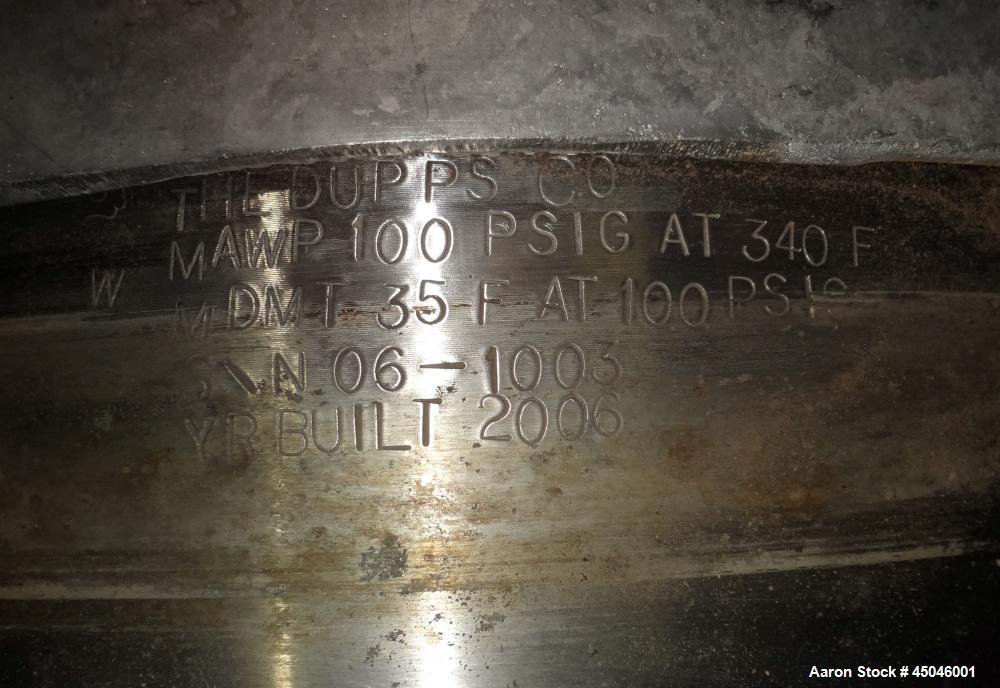 THE DUPPS CO
MAWP 100 PSIG AT 340 F
W
MDMT 35 F AT 100 PSIG
S\N 06-1003
YR BUILT 2006
Aaron Stock # 45046001